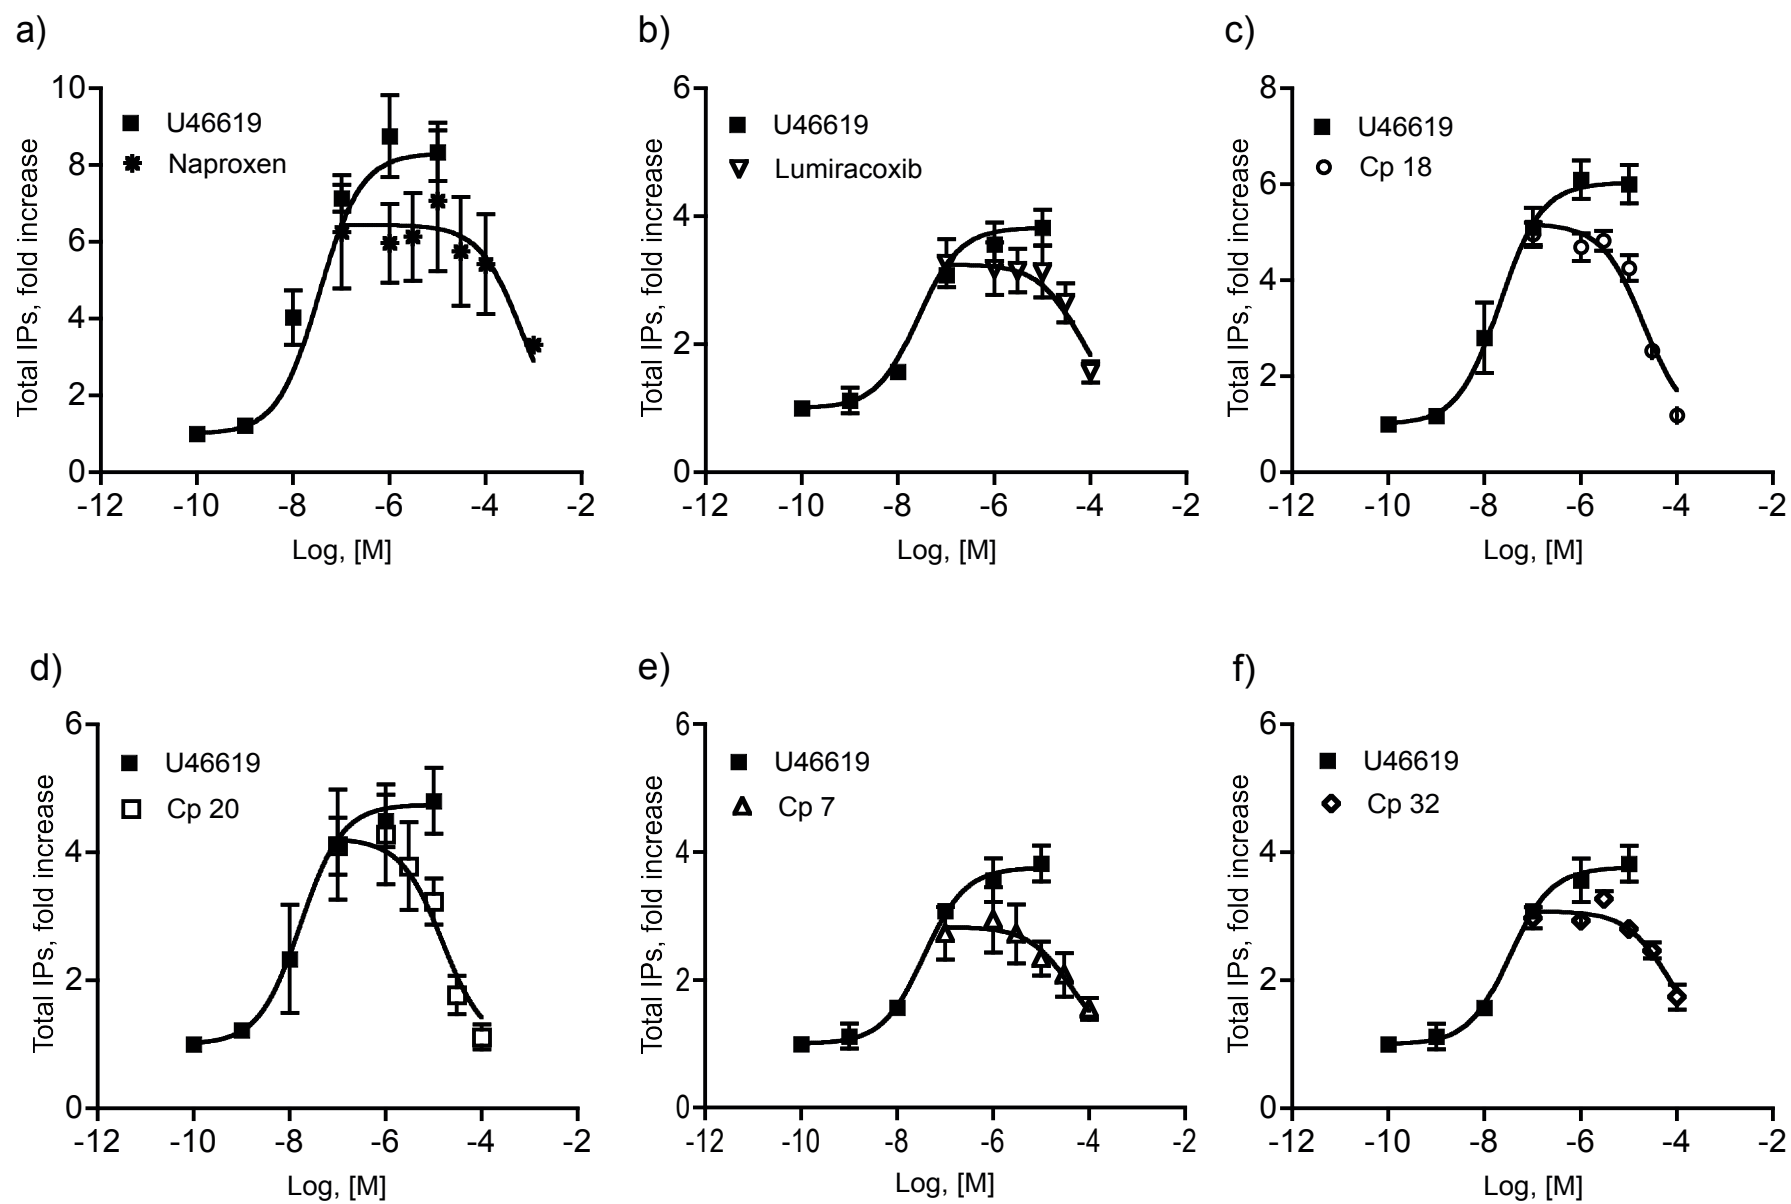 a)
10
8
6
4
2
0
Total IPs, fold increase
U46619
Naproxen
-12 -10 -8 -6 -4 -2
Log, [M]
b)
6
4
2
0
Total IPs, fold increase
U46619
Lumiracoxib
-12 -10 -8 -6 -4 -2
Log, [M]
c)
8
6
4
2
0
Total IPs, fold increase
U46619
Cp 18
-12 -10 -8 -6 -4 -2
Log, [M]
d)
6
4
2
0
Total IPs, fold increase
U46619
Cp 20
-12 -10 -8 -6 -4 -2
Log, [M]
e)
6
4
2
0
Total IPs, fold increase
U46619
Cp 7
-12 -10 -8 -6 -4 -2
Log, [M]
f)
6
4
2
0
Total IPs, fold increase
U46619
Cp 32
-12 -10 -8 -6 -4 -2
Log, [M]